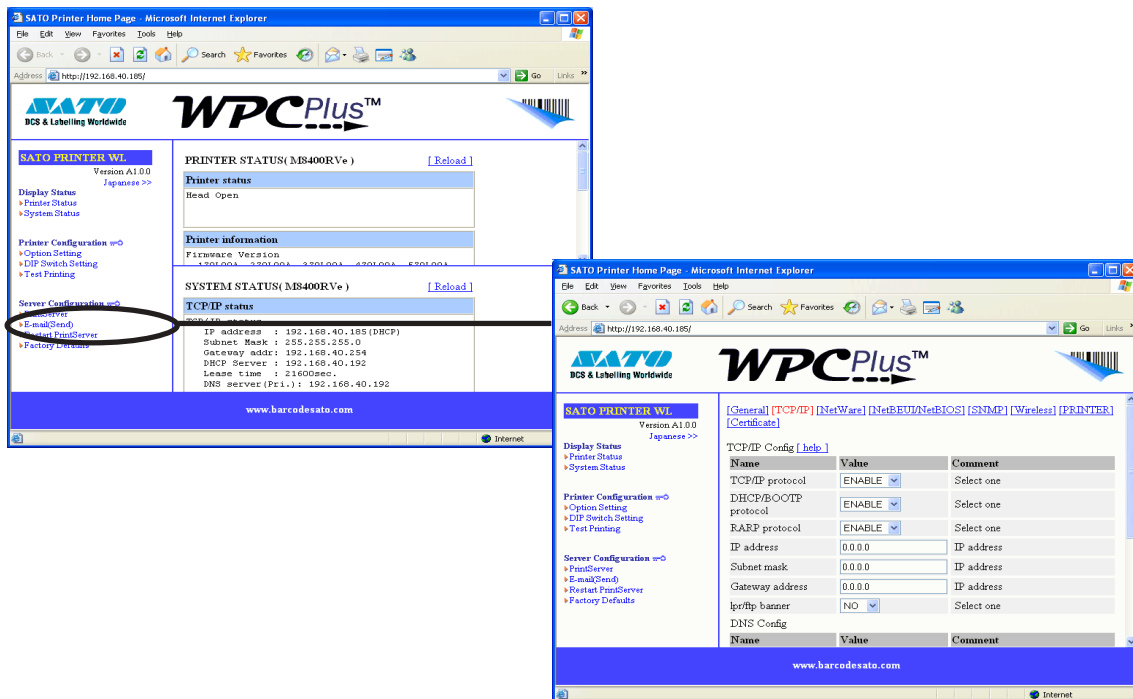 SATO Printer Home Page - Microsoft Internet Explorer
File Edit View Favorites Tools Help
Back Search Favorites
Address http://192.168.40.185/ Go Links »
SATO
DCS & Labelling Worldwide
WPCPlus™
SATO PRINTER WL
Version A1.0.0
Japanese >>
Display Status
Printer Status
System Status
Printer Configuration
Option Setting
DIP Switch Setting
Test Printing
Server Configuration
PrintServer
E-mail(Send)
Restart PrintServer
Factory Defaults
PRINTER STATUS( M8400RVe ) [ Reload ]
Printer status
Head Open
Printer information
Firmware Version
SYSTEM STATUS( M8400RVe ) [ Reload ]
TCP/IP status
TCP/IP status
IP address : 192.168.40.185(DHCP)
Subnet Mask : 255.255.255.0
Gateway addr: 192.168.40.254
DHCP Server : 192.168.40.192
Lease time : 21600sec.
DNS server(Pri.): 192.168.40.192
www.barcodesato.com
Internet
SATO Printer Home Page - Microsoft Internet Explorer
File Edit View Favorites Tools Help
Back Search Favorites
Address http://192.168.40.185/ Go Links »
SATO
DCS & Labelling Worldwide
WPCPlus™
SATO PRINTER WL
Version A1.0.0
Japanese >>
Display Status
Printer Status
System Status
Printer Configuration
Option Setting
DIP Switch Setting
Test Printing
Server Configuration
PrintServer
E-mail(Send)
Restart PrintServer
Factory Defaults
[General] [TCP/IP] [NetWare] [NetBEUI/NetBIOS] [SNMP] [Wireless] [PRINTER]
[Certificate]
TCP/IP Config [ help ]
Name Value Comment
TCP/IP protocol ENABLE Select one
DHCP/BOOTP
protocol ENABLE Select one
RARP protocol ENABLE Select one
IP address 0.0.0.0 IP address
Subnet mask 0.0.0.0 IP address
Gateway address 0.0.0.0 IP address
lpr/ftp banner NO Select one
DNS Config
Name Value Comment
www.barcodesato.com
Internet